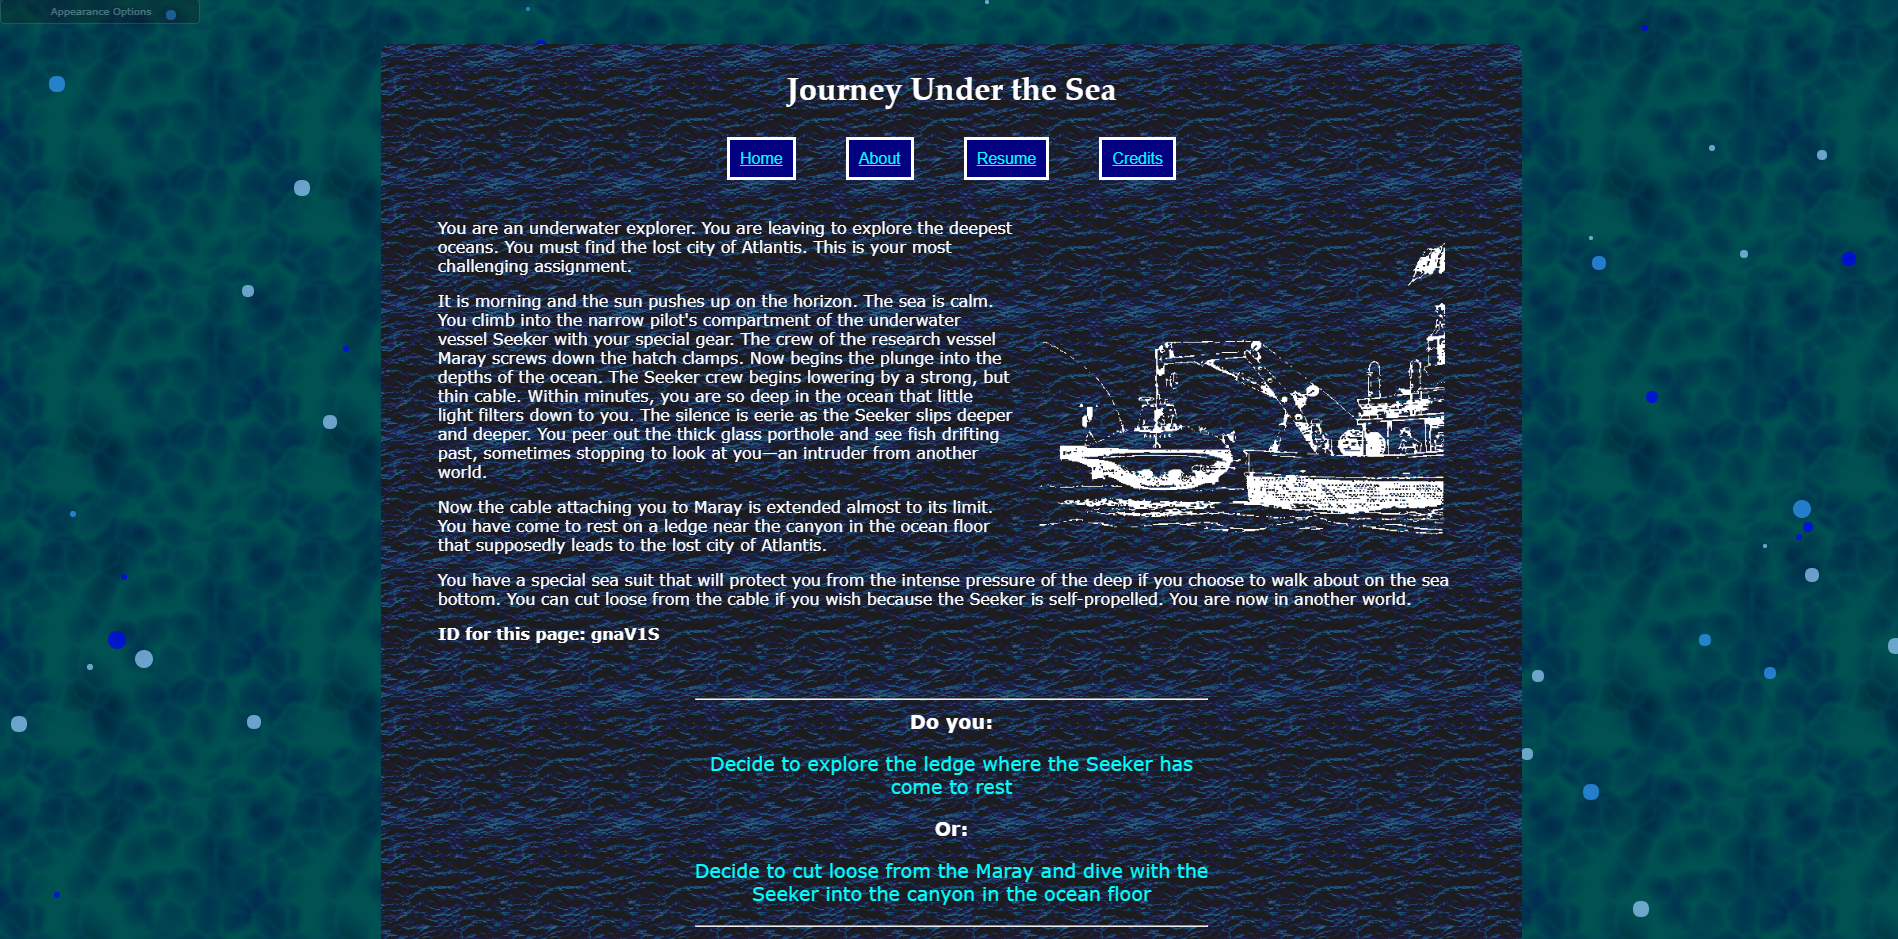 Appearance Options
Journey Under the Sea
Home About Resume Credits
You are an underwater explorer. You are leaving to explore the deepest
oceans. You must find the lost city of Atlantis. This is your most
challenging assignment.
It is morning and the sun pushes up on the horizon. The sea is calm.
You climb into the narrow pilot's compartment of the underwater
vessel Seeker with your special gear. The crew of the research vessel
Maray screws down the hatch clamps. Now begins the plunge into the
depths of the ocean. The Seeker crew begins lowering by a strong, but
thin cable. Within minutes, you are so deep in the ocean that little
light filters down to you. The silence is eerie as the Seeker slips deeper
and deeper. You peer out the thick glass porthole and see fish drifting
past, sometimes stopping to look at you—an intruder from another
world.
Now the cable attaching you to Maray is extended almost to its limit.
You have come to rest on a ledge near the canyon in the ocean floor
that supposedly leads to the lost city of Atlantis.
You have a special sea suit that will protect you from the intense pressure of the deep if you choose to walk about on the sea
bottom. You can cut loose from the cable if you wish because the Seeker is self-propelled. You are now in another world.
ID for this page: gnaV1S
Do you:
Decide to explore the ledge where the Seeker has
come to rest
Or:
Decide to cut loose from the Maray and dive with the
Seeker into the canyon in the ocean floor